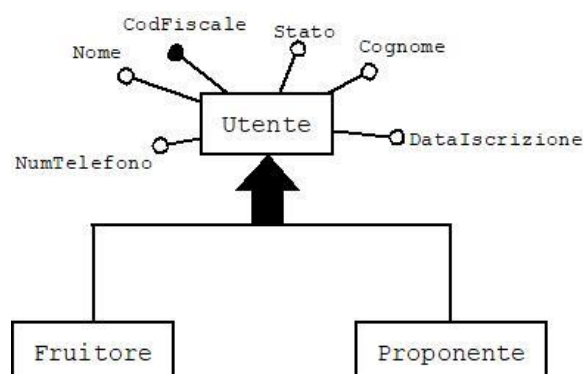 CodFiscale
Stato
Nome
Cognome
Utente
DataIscrizione
NumTelefono
Fruitore
Proponente